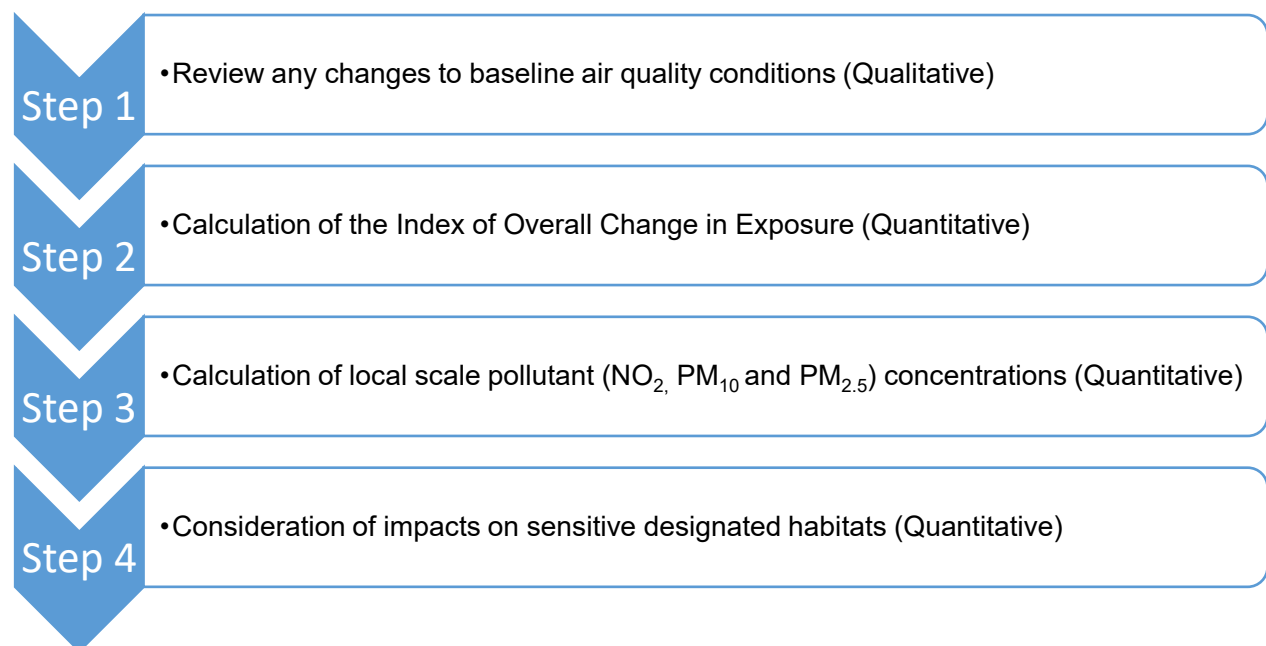 Step 1
•Review any changes to baseline air quality conditions (Qualitative)
Step 2
•Calculation of the Index of Overall Change in Exposure (Quantitative)
Step 3
•Calculation of local scale pollutant (NO2, PM10 and PM2.5) concentrations (Quantitative)
Step 4
•Consideration of impacts on sensitive designated habitats (Quantitative)